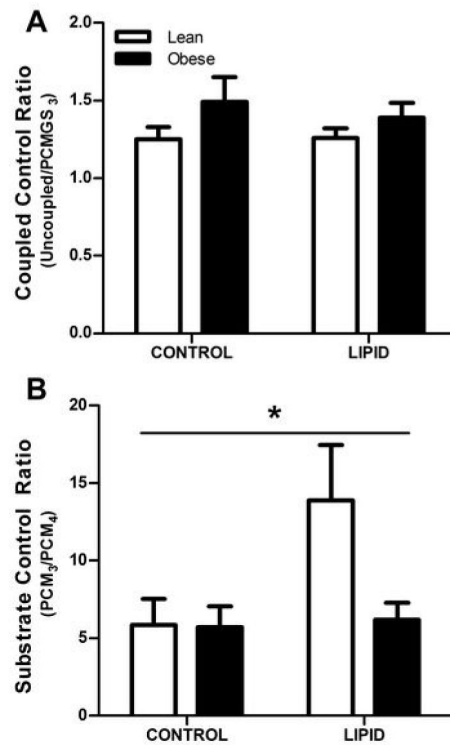 A
Coupled Control Ratio
(Uncoupled/PCMGS₃)
2.0
1.5
1.0
0.5
0.0
Lean
Obese
CONTROL LIPID
B
Substrate Control Ratio
(PCM₃/PCM₄)
20
15
10
5
0
*
CONTROL LIPID